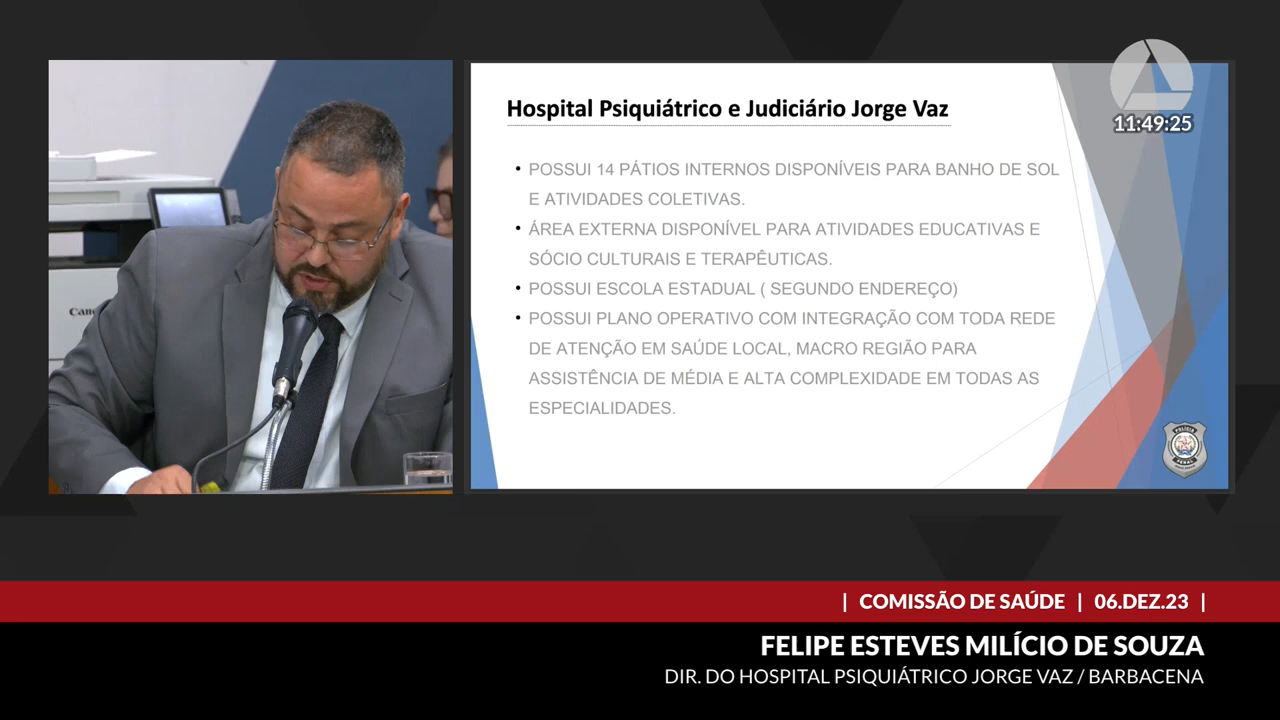 11:49:25
Hospital Psiquiátrico e Judiciário Jorge Vaz
• POSSUI 14 PÁTIOS INTERNOS DISPONÍVEIS PARA BANHO DE SOL
E ATIVIDADES COLETIVAS.
• ÁREA EXTERNA DISPONÍVEL PARA ATIVIDADES EDUCATIVAS E
SÓCIO CULTURAIS E TERAPÊUTICAS.
• POSSUI ESCOLA ESTADUAL ( SEGUNDO ENDEREÇO)
• POSSUI PLANO OPERATIVO COM INTEGRAÇÃO COM TODA REDE
DE ATENÇÃO EM SAÚDE LOCAL, MACRO REGIÃO PARA
ASSISTÊNCIA DE MÉDIA E ALTA COMPLEXIDADE EM TODAS AS
ESPECIALIDADES.
POLÍCIA
PENAL
| COMISSÃO DE SAÚDE | 06.DEZ.23 |
FELIPE ESTEVES MILÍCIO DE SOUZA
DIR. DO HOSPITAL PSIQUIÁTRICO JORGE VAZ / BARBACENA